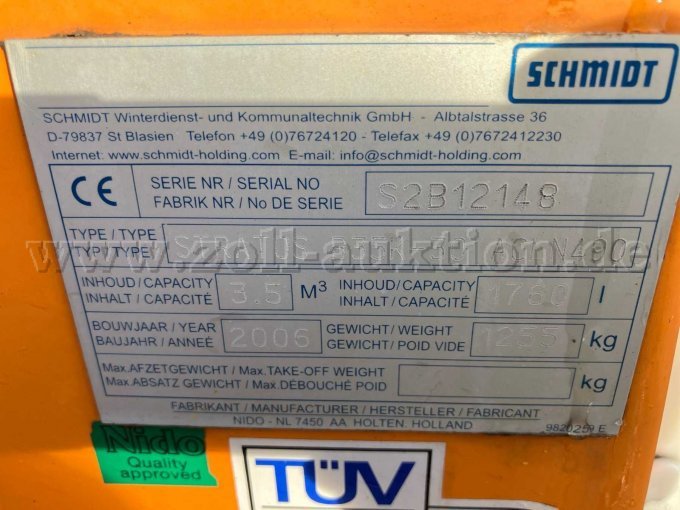 SCHMIDT
SCHMIDT Winterdienst- und Kommunaltechnik GmbH - Albtalstrasse 36
D-79837 St Blasien Telefon +49 (0)76724120 - Telefax +49 (0)7672412230
Internet: www.schmidt-holding.com E-mail: info@schmidt-holding.com
CE
SERIE NR / SERIAL NO
FABRIK NR / No DE SERIE
S2B12148
TYPE / TYPE
TYP / TYPE
N490
www.zoll-auktion.de
INHOUD / CAPACITY
INHALT / CAPACITÉ
3.5 M³
INHOUD / CAPACITY
INHALT / CAPACITÉ
1760 l
BOUWJAAR / YEAR
BAUJAHR / ANNEÉ
2006
GEWICHT / WEIGHT
GEWICHT / POID VIDE
1255 kg
Max.AFZETGEWICHT / Max.TAKE-OFF WEIGHT
Max.ABSATZ GEWICHT / Max.DÉBOUCHÉ POID
kg
FABRIKANT / MANUFACTURER / HERSTELLER / FABRICANT
NIDO - NL 7450 AA HOLTEN. HOLLAND
9820259 E
Nido
Quality
approved
TÜV